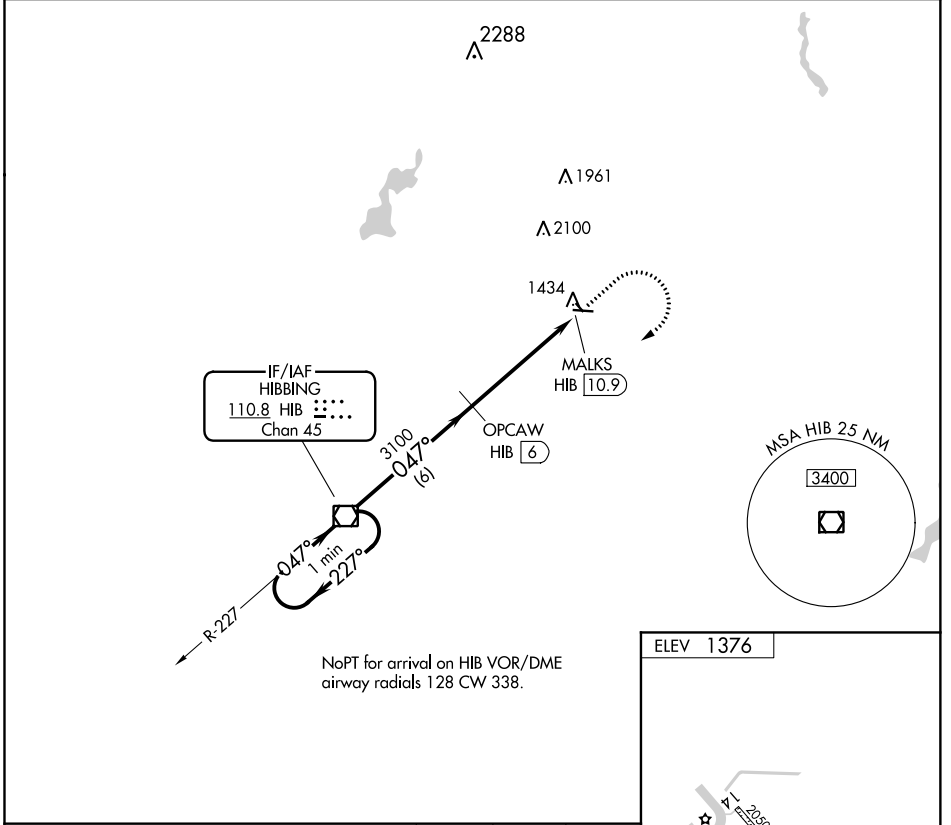 2288
1961
2100
1434
MALKS
HIB 10.9
IF/IAF
HIBBING
110.8 HIB
Chan 45
3100
047°
(6)
OPCAW
HIB 6
MSA HIB 25 NM
3400
047°
1 min
227°
R-227
NoPT for arrival on HIB VOR/DME
airway radials 128 CW 338.
ELEV 1376
14